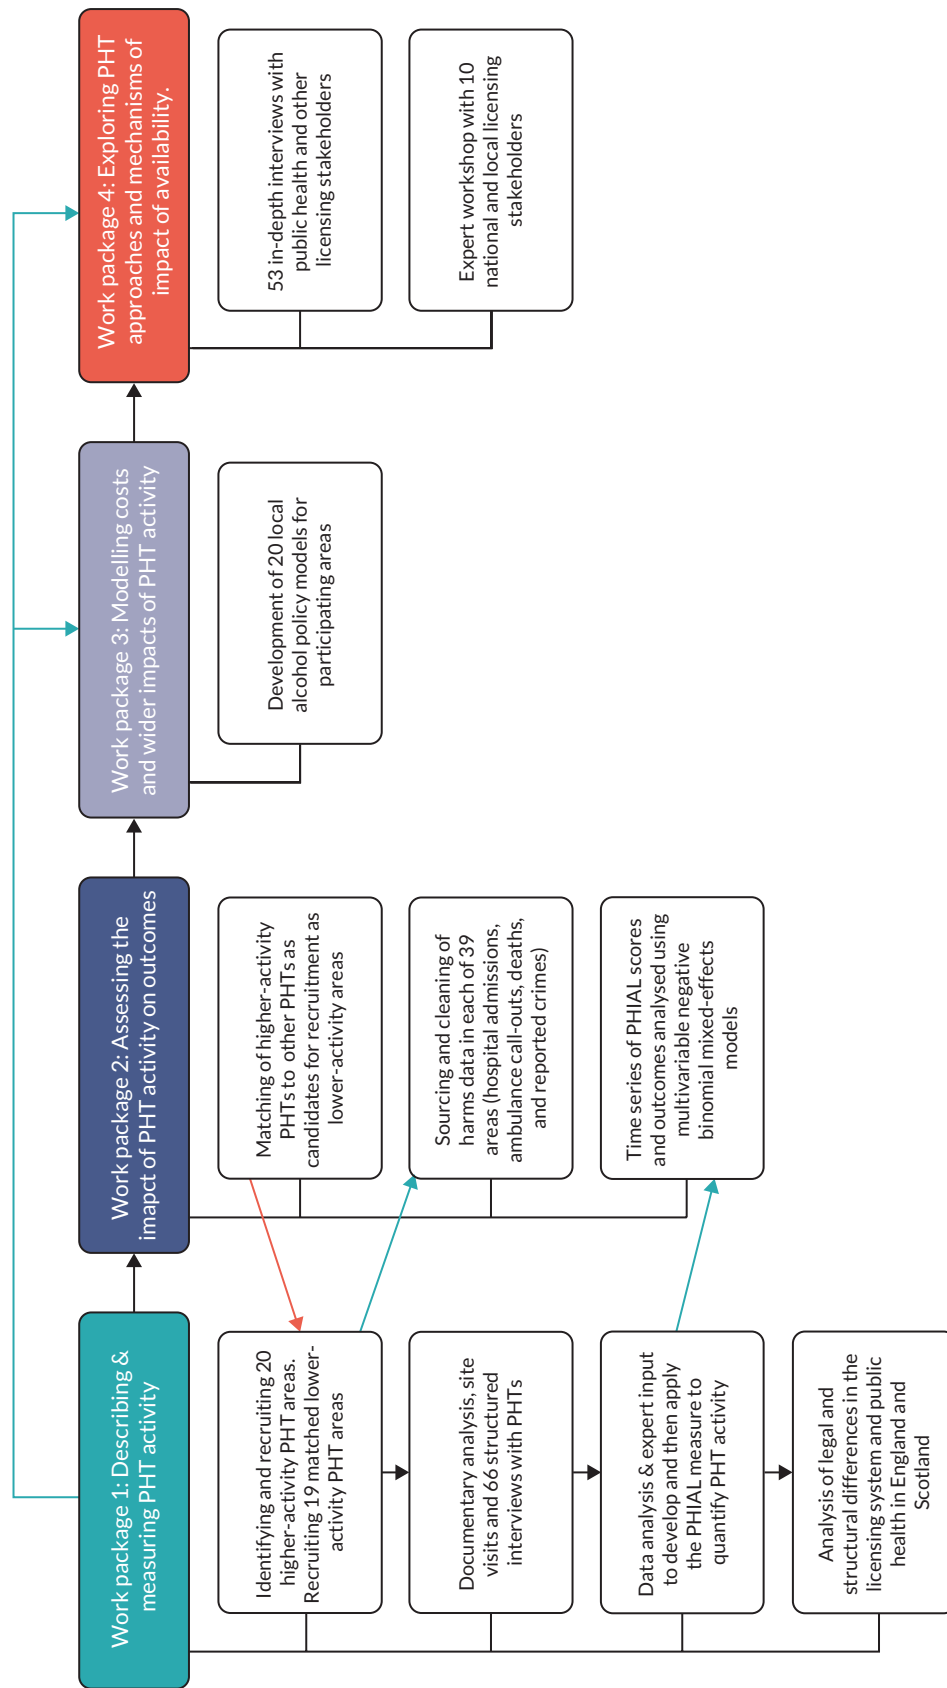 Work package 1: Describing &
measuring PHT activity
Identifying and recruiting 20
higher-activity PHT areas.
Recruiting 19 matched lower-
activity PHT areas
Documentary analysis, site
visits and 66 structured
interviews with PHTs
Data analysis & expert input
to develop and then apply
the PHIAL measure to
quantify PHT activity
Analysis of legal and
structural differences in the
licensing system and public
health in England and
Scotland
Work package 2: Assessing the
imapct of PHT activity on outcomes
Matching of higher-activity
PHTs to other PHTs as
candidates for recruitment as
lower-activity areas
Sourcing and cleaning of
harms data in each of 39
areas (hospital admissions,
ambulance call-outs, deaths,
and reported crimes)
Time series of PHIAL scores
and outcomes analysed using
multivariable negative
binomial mixed-effects
models
Work package 3: Modelling costs
and wider impacts of PHT activity
Development of 20 local
alcohol policy models for
participating areas
Work package 4: Exploring PHT
approaches and mechanisms of
impact of availability.
53 in-depth interviews with
public health and other
licensing stakeholders
Expert workshop with 10
national and local licensing
stakeholders